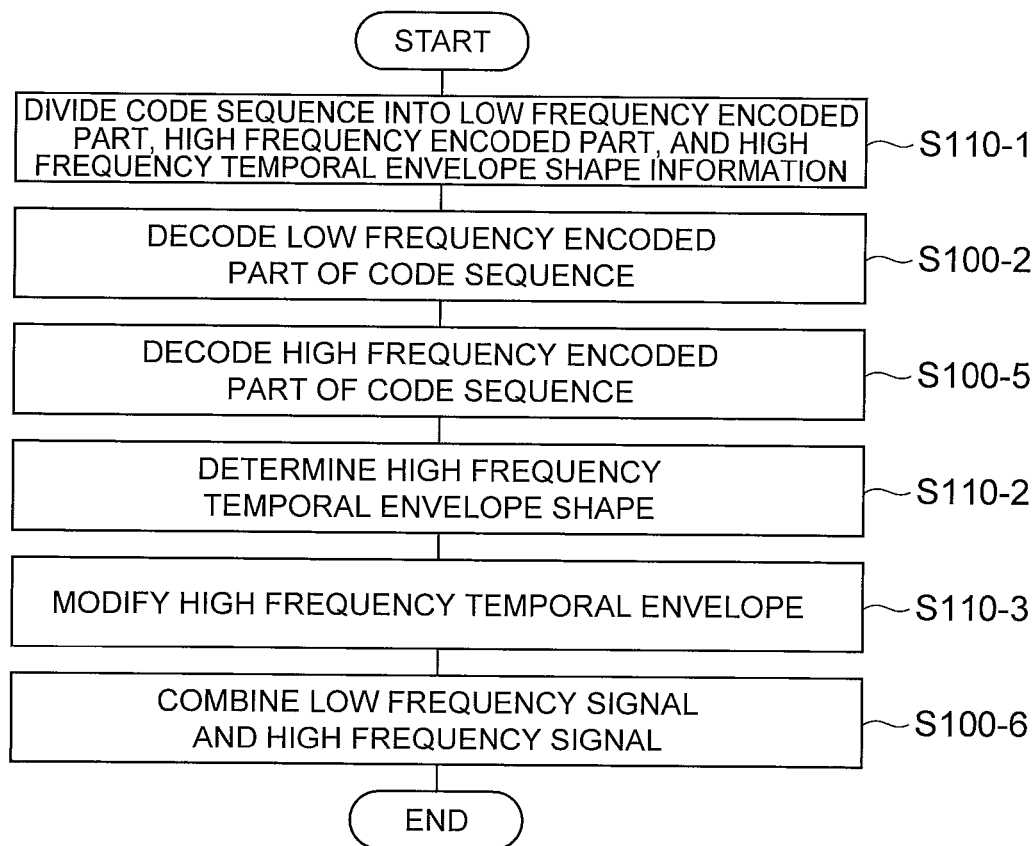 START
DIVIDE CODE SEQUENCE INTO LOW FREQUENCY ENCODED
PART, HIGH FREQUENCY ENCODED PART, AND HIGH
FREQUENCY TEMPORAL ENVELOPE SHAPE INFORMATION
S110-1
DECODE LOW FREQUENCY ENCODED
PART OF CODE SEQUENCE
S100-2
DECODE HIGH FREQUENCY ENCODED
PART OF CODE SEQUENCE
S100-5
DETERMINE HIGH FREQUENCY
TEMPORAL ENVELOPE SHAPE
S110-2
MODIFY HIGH FREQUENCY TEMPORAL ENVELOPE
S110-3
COMBINE LOW FREQUENCY SIGNAL
AND HIGH FREQUENCY SIGNAL
S100-6
END